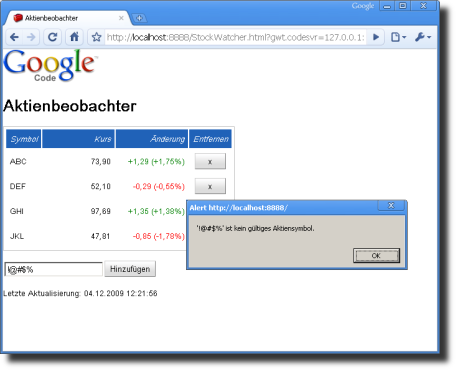 Aktienbeobachter
Google
http://localhost:8888/StockWatcher.html?gwt.codesvr=127.0.0.1:
Google™
Code
Aktienbeobachter
Symbol Kurs Änderung Entfernen
ABC 73,90 +1,29 (+1,75%) x
DEF 52,10 -0,29 (-0,55%) x
GHI 97,69 +1,35 (+1,38%)
JKL 47,81 -0,85 (-1,78%)
Alert http://localhost:8888/
'!@#$%' ist kein gültiges Aktiensymbol.
OK
!@#$% Hinzufügen
Letzte Aktualisierung: 04.12.2009 12:21:56